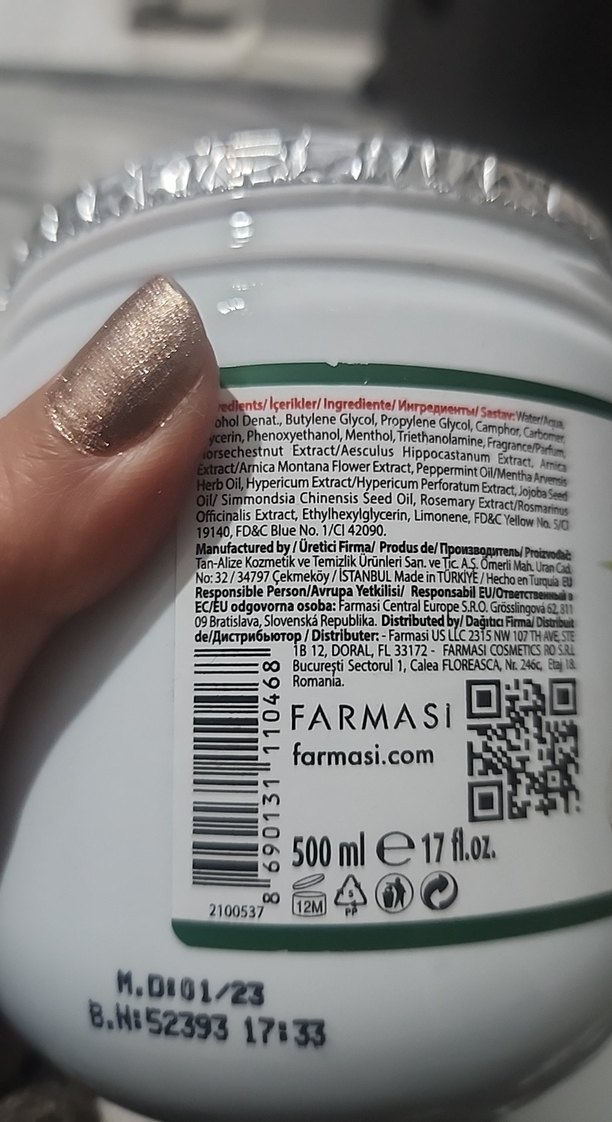 edients/ İçerikler/ Ingrediente/ Ингредиенты/ Sastav: Water/Aqua,
ohol Denat., Butylene Glycol, Propylene Glycol, Camphor, Carbomer,
ycerin, Phenoxyethanol, Menthol, Triethanolamine, Fragrance/Parfum,
orsechestnut Extract/Aesculus Hippocastanum Extract, Arnica
Extract/Arnica Montana Flower Extract, Peppermint Oil/Mentha Arvensis
Herb Oil, Hypericum Extract/Hypericum Perforatum Extract, Jojoba Seed
Oil/ Simmondsia Chinensis Seed Oil, Rosemary Extract/Rosmarinus
Officinalis Extract, Ethylhexylglycerin, Limonene, FD&C Yellow No. 5/CI
19140, FD&C Blue No. 1/CI 42090.
Manufactured by / Üretici Firma/ Produs de/ Производитель/ Proizvođač:
Tan-Alize Kozmetik ve Temizlik Ürünleri San. ve Tic. A.Ş. Ömerli Mah. Uran Cad.
No: 32 / 34797 Çekmeköy / İSTANBUL Made in TÜRKİYE / Hecho en Turquía EU
Responsible Person/Avrupa Yetkilisi/ Responsabil EU/Ответственный в
EC/EU odgovorna osoba: Farmasi Central Europe S.R.O. Grösslingová 62, 811
09 Bratislava, Slovenská Republika. Distributed by/ Dağıtıcı Firma/ Distribuit
de/Дистрибьютор / Distributer: - Farmasi US LLC 2315 NW 107 TH AVE, STE
1B 12, DORAL, FL 33172 - FARMASI COSMETICS RO S.R.L
Bucureşti Sectorul 1, Calea FLOREASCA, Nr. 246c, Etaj 18.
Romania.
FARMASi
farmasi.com
8 690131 110468
500 ml e 17 fl.oz.
2100537
12M
5
PP
M.D:01/23
B.N:52393 17:33